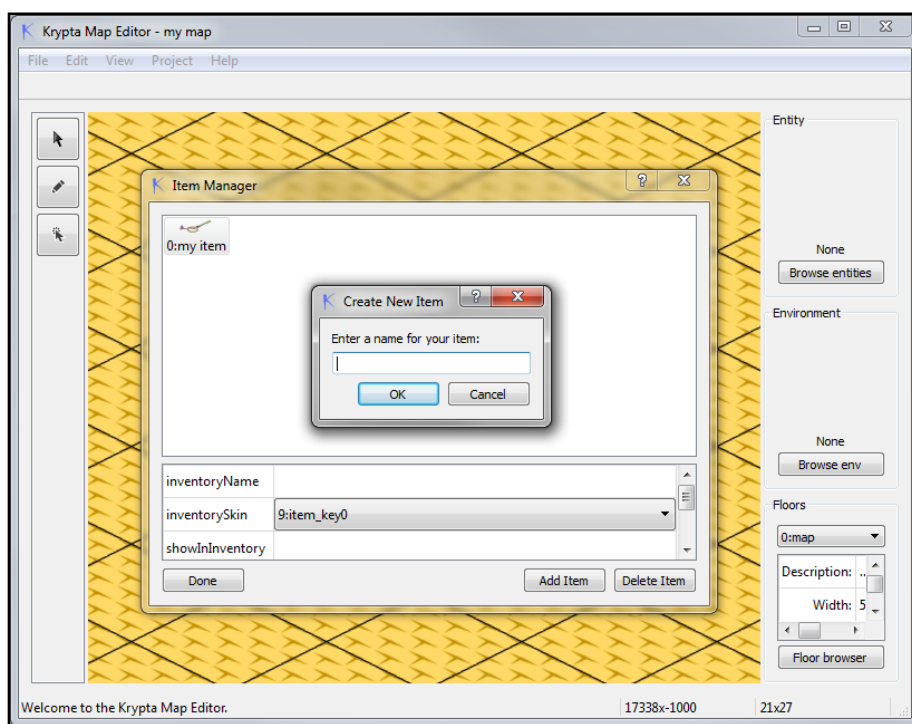 Krypta Map Editor - my map
File Edit View Project Help
Entity
Item Manager
0:my item
None
Browse entities
Create New Item
Environment
Enter a name for your item:
OK Cancel
None
Browse env
inventoryName
inventorySkin 9:item_key0
showInInventory
Floors
0:map
Description: ..
Width: 5
Done Add Item Delete Item
Floor browser
Welcome to the Krypta Map Editor. 17338x-1000 21x27